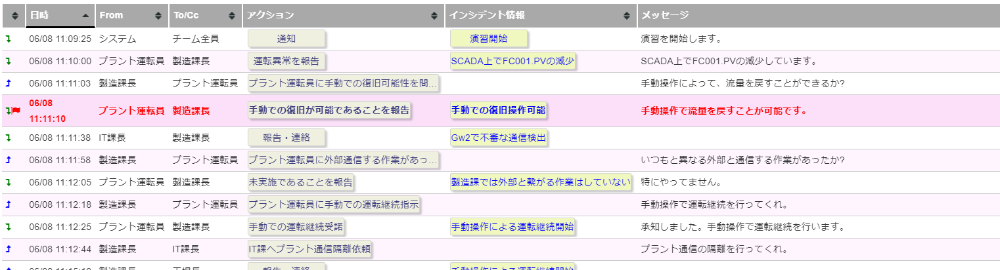 日時 From To/Cc アクション インシデント情報 メッセージ
06/08 11:09:25 システム チーム全員 通知 演習開始 演習を開始します。
06/08 11:10:00 プラント運転員 製造課長 運転異常を報告 SCADA上でFC001.PVの減少 SCADA上でFC001.PVの減少しています。
06/08 11:11:03 製造課長 プラント運転員 プラント運転員に手動での復旧可能性を問... 手動操作によって、流量を戻すことができるか?
06/08
11:11:10 プラント運転員 製造課長 手動での復旧が可能であることを報告 手動での復旧操作可能 手動操作で流量を戻すことが可能です。
06/08 11:11:38 IT課長 製造課長 報告・連絡 Gw2で不審な通信検出
06/08 11:11:58 製造課長 プラント運転員 プラント運転員に外部通信する作業があっ... いつもと異なる外部と通信する作業があったか?
06/08 11:12:05 プラント運転員 製造課長 未実施であることを報告 製造課では外部と繋がる作業はしていない 特にやってません。
06/08 11:12:18 製造課長 プラント運転員 プラント運転員に手動での運転継続指示 手動操作で運転継続を行ってくれ。
06/08 11:12:25 プラント運転員 製造課長 手動での運転継続受諾 手動操作による運転継続開始 承知しました。手動操作で運転継続を行います。
06/08 11:12:44 製造課長 IT課長 IT課へプラント通信隔離依頼 プラント通信の隔離を行ってくれ。